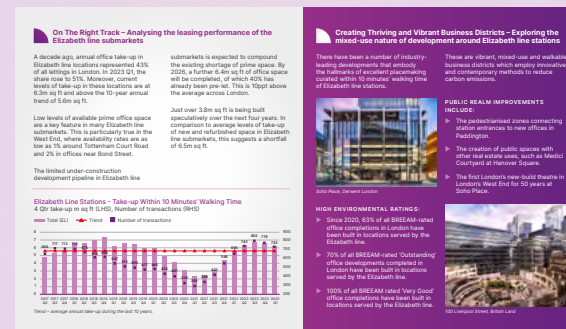 On The Right Track – Analysing the leasing performance of the
Elizabeth line submarkets
A decade ago, annual office take-up in
Elizabeth line locations represented 43%
of all lettings in London. In 2023 Q1, the
share rose to 51%. Moreover, current
levels of take-up in these locations are at
6.3m sq ft and above the 10-year annual
trend of 5.6m sq ft.
Low levels of available prime office space
are a key feature in many Elizabeth line
submarkets. This is particularly true in the
West End, where availability rates are as
low as 1% around Tottenham Court Road
and 2% in offices near Bond Street.
The limited under-construction
development pipeline in Elizabeth line
submarkets is expected to compound
the existing shortage of prime space. By
2026, a further 6.4m sq ft of office space
will be completed, of which 40% has
already been pre-let. This is 10ppt above
the average across London.
Just over 3.8m sq ft is being built
speculatively over the next four years. In
comparison to average levels of take-up
of new and refurbished space in Elizabeth
line submarkets, this suggests a shortfall
of 6.5m sq ft.
Elizabeth Line Stations - Take-up Within 10 Minutes' Walking Time
4 Qtr take-up m sq ft (LHS), Number of transactions (RHS)
Total (EL) Trend Number of transactions
Trend – average annual take-up during the last 10 years.
Creating Thriving and Vibrant Business Districts – Exploring the
mixed-use nature of development around Elizabeth line stations
There have been a number of industry-
leading developments that embody
the hallmarks of excellent placemaking
curated within 10 minutes' walking time
of Elizabeth line stations.
These are vibrant, mixed-use and walkable
business districts which employ innovative
and contemporary methods to reduce
carbon emissions.
Soho Place, Derwent London
PUBLIC REALM IMPROVEMENTS
INCLUDE:
The pedestrianised zones connecting
station entrances to new offices in
Paddington.
The creation of public spaces with
other real estate uses, such as Medici
Courtyard at Hanover Square.
The first London's new-build theatre in
London's West End for 50 years at
Soho Place.
HIGH ENVIRONMENTAL RATINGS:
Since 2020, 63% of all BREEAM-rated
office completions in London have
been built in locations served by the
Elizabeth line.
70% of all BREEAM-rated 'Outstanding'
office developments completed in
London have been built in locations
served by the Elizabeth line.
100% of all BREEAM-rated 'Very Good'
office completions have been built in
locations served by the Elizabeth line.
100 Liverpool Street, British Land